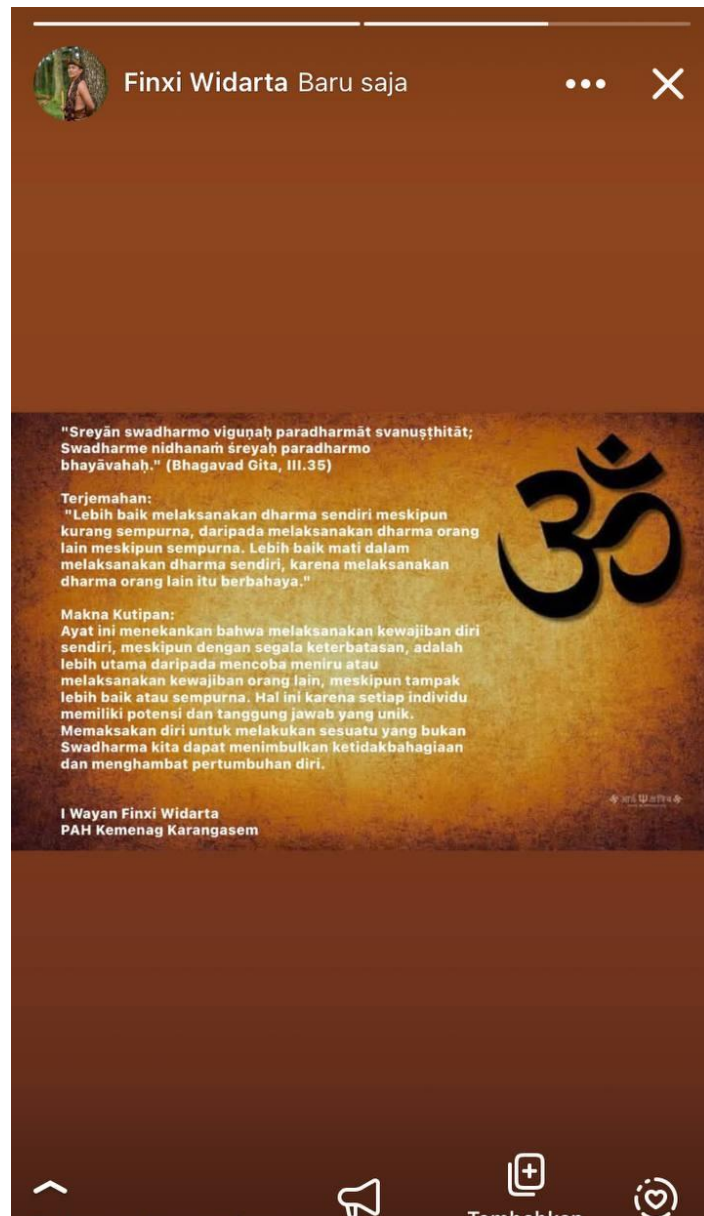 Finxi Widarta Baru saja
"Sreyān swadharmo viguṇaḥ paradharmāt svanuṣṭhitāt;
Swadharme nidhanaṁ śreyaḥ paradharmo
bhayāvahaḥ." (Bhagavad Gita, III.35)
Terjemahan:
"Lebih baik melaksanakan dharma sendiri meskipun
kurang sempurna, daripada melaksanakan dharma orang
lain meskipun sempurna. Lebih baik mati dalam
melaksanakan dharma sendiri, karena melaksanakan
dharma orang lain itu berbahaya."
Makna Kutipan:
Ayat ini menekankan bahwa melaksanakan kewajiban diri
sendiri, meskipun dengan segala keterbatasan, adalah
lebih utama daripada mencoba meniru atau
melaksanakan kewajiban orang lain, meskipun tampak
lebih baik atau sempurna. Hal ini karena setiap individu
memiliki potensi dan tanggung jawab yang unik.
Memaksakan diri untuk melakukan sesuatu yang bukan
Swadharma kita dapat menimbulkan ketidakbahagiaan
dan menghambat pertumbuhan diri.
I Wayan Finxi Widarta
PAH Kemenag Karangasem
ॐ